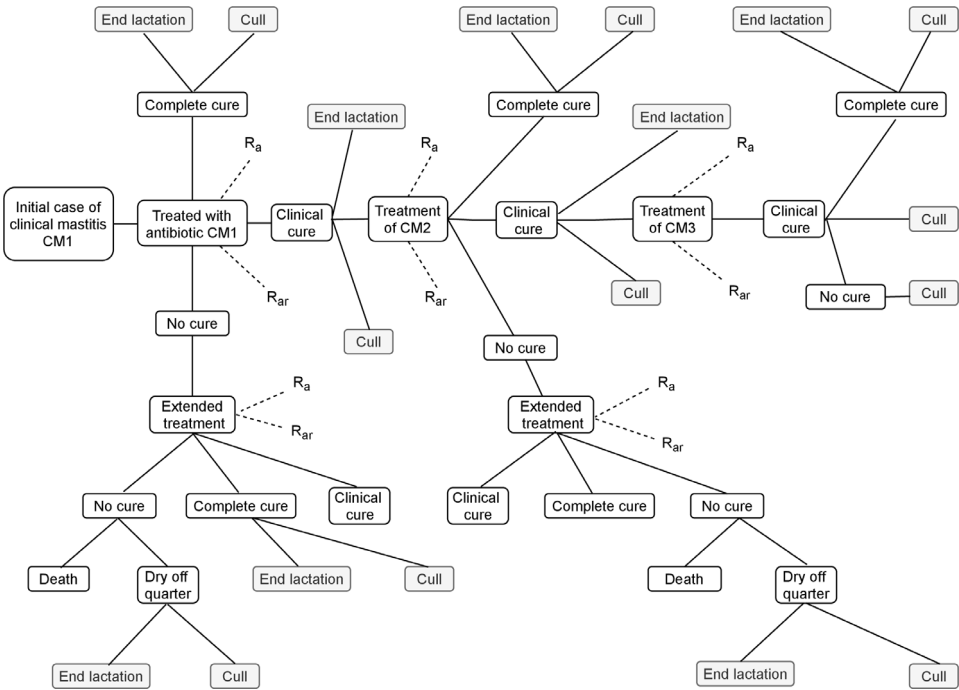 End lactation
Cull
End lactation
Cull
End lactation
Cull
Complete cure
Complete cure
Complete cure
End lactation
End lactation
Ra
Ra
Ra
Initial case of
clinical mastitis
CM1
Treated with
antibiotic CM1
Clinical
cure
Treatment
of CM2
Clinical
cure
Treatment
of CM3
Clinical
cure
Cull
Rar
Rar
Rar
Cull
No cure
Cull
No cure
Cull
No cure
Ra
Ra
Extended
treatment
Extended
treatment
Rar
Rar
No cure
Complete cure
Clinical
cure
Clinical
cure
Complete cure
No cure
Death
Dry off
quarter
End lactation
Cull
Death
Dry off
quarter
End lactation
Cull
End lactation
Cull